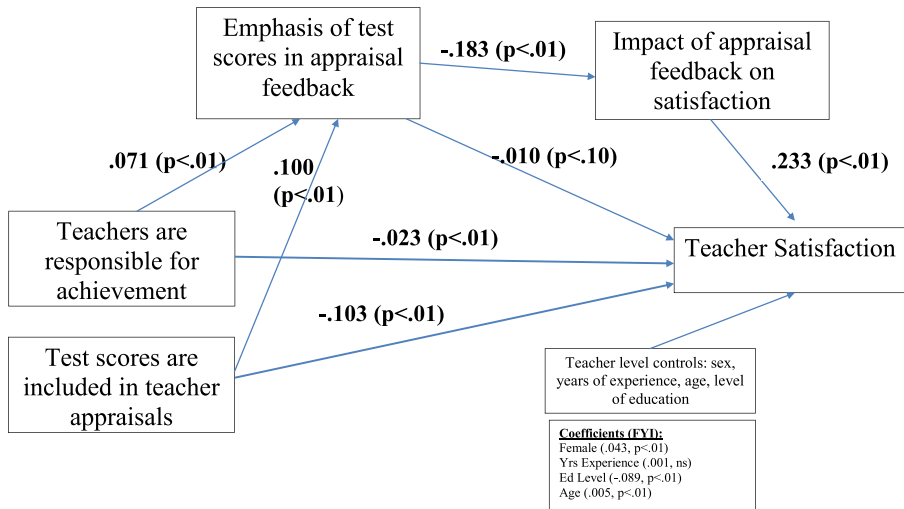 Emphasis of test
scores in appraisal
feedback
-.183 (p<.01)
Impact of appraisal
feedback on
satisfaction
.071 (p<.01)
.100
(p<.01)
-.010 (p<.10)
.233 (p<.01)
Teachers are
responsible for
achievement
-.023 (p<.01)
Teacher Satisfaction
-.103 (p<.01)
Test scores are
included in teacher
appraisals
Teacher level controls: sex,
years of experience, age, level
of education
Coefficients (FYI):
Female (.043, p<.01)
Yrs Experience (.001, ns)
Ed Level (-.089, p<.01)
Age (.005, p<.01)